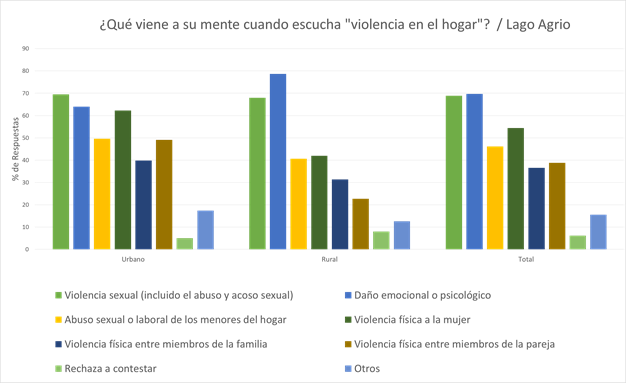 ¿Qué viene a su mente cuando escucha "violencia en el hogar"? / Lago Agrio
% de Respuestas
90
80
70
60
50
40
30
20
10
0
Urbano Rural Total
Violencia sexual (incluido el abuso y acoso sexual) Daño emocional o psicológico
Abuso sexual o laboral de los menores del hogar Violencia física a la mujer
Violencia física entre miembros de la familia Violencia física entre miembros de la pareja
Rechaza a contestar Otros